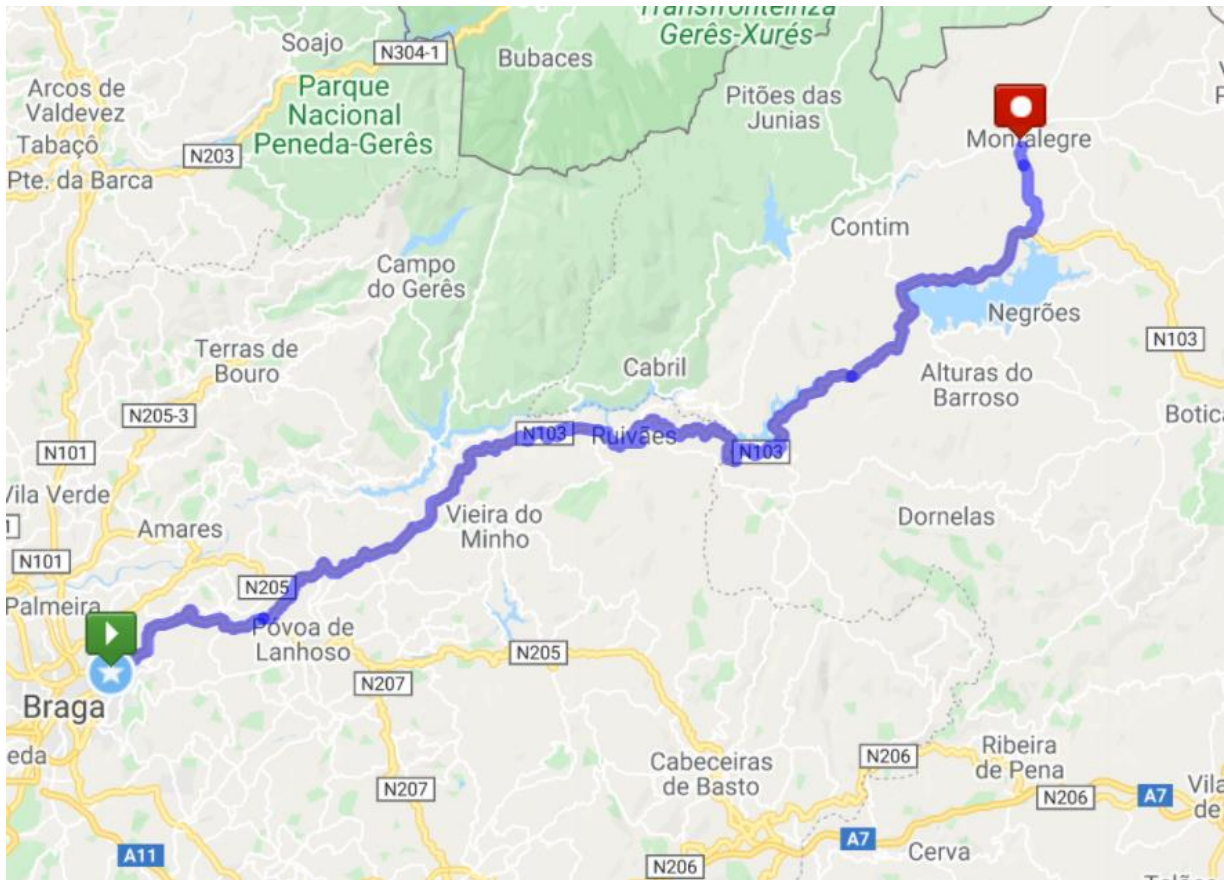 Transfronteiriza
Gerês-Xurés
Soajo
N304-1
Bubaces
Arcos de
Valdevez
Parque
Nacional
Peneda-Gerês
Pitões das
Junias
Tabaçô
N203
Montalegre
Pte. da Barca
Contim
Campo
do Gerês
Negrões
N103
Terras de
Bouro
Cabril
Alturas do
Barroso
N205-3
Botica
N103
Ruivães
N103
N101
Vila Verde
Vieira do
Minho
Dornelas
Amares
N101
N205
Palmeira
Póvoa de
Lanhoso
N205
N207
Braga
eda
Cabeceiras
de Basto
N206
Ribeira
de Pena
N207
N206
A7
Vila
de
A11
A7
Cerva
N206